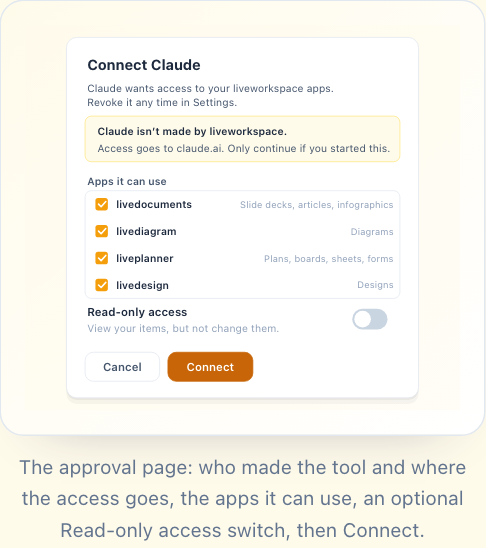 Connect Claude
Claude wants access to your liveworkspace apps.
Revoke it any time in Settings.
Claude isn’t made by liveworkspace.
Access goes to claude.ai. Only continue if you started this.
Apps it can use
livedocuments Slide decks, articles, infographics
livediagram Diagrams
liveplanner Plans, boards, sheets, forms
livedesign Designs
Read-only access
View your items, but not change them.
Cancel Connect
The approval page: who made the tool and where
the access goes, the apps it can use, an optional
Read-only access switch, then Connect.